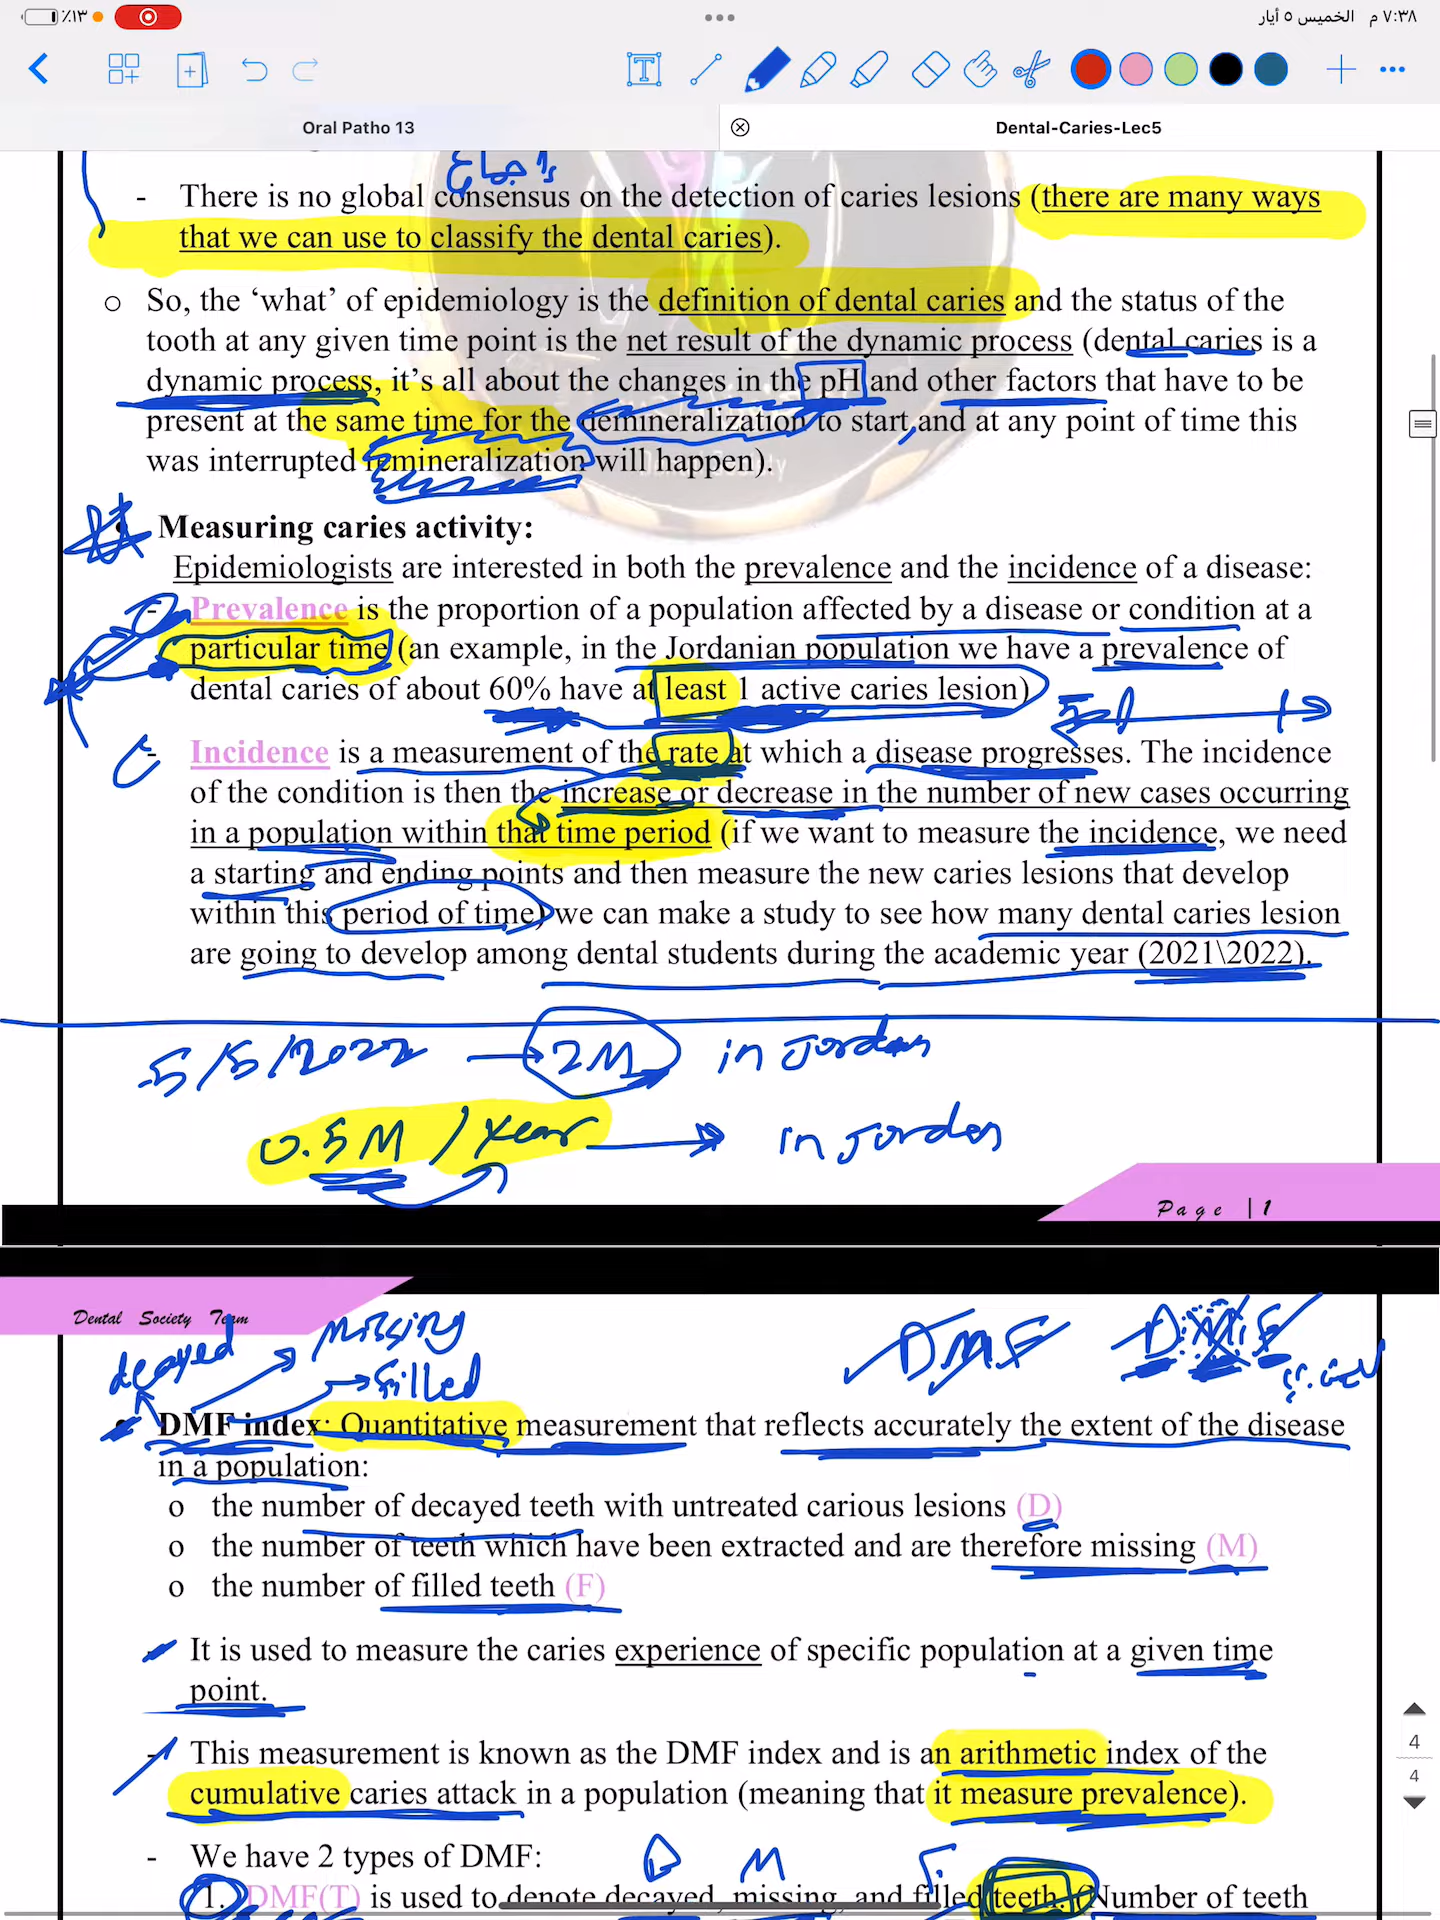 ٪١٣
٧:٣٨ م الخميس ٥ أيار
Oral Patho 13
Dental-Caries-Lec5
- There is no global consensus on the detection of caries lesions (there are many ways
that we can use to classify the dental caries).
o So, the ‘what’ of epidemiology is the definition of dental caries and the status of the
tooth at any given time point is the net result of the dynamic process (dental caries is a
dynamic process, it’s all about the changes in the pH and other factors that have to be
present at the same time for the demineralization to start, and at any point of time this
was interrupted remineralization will happen).
Measuring caries activity:
Epidemiologists are interested in both the prevalence and the incidence of a disease:
- Prevalence is the proportion of a population affected by a disease or condition at a
particular time (an example, in the Jordanian population we have a prevalence of
dental caries of about 60% have at least 1 active caries lesion)
- Incidence is a measurement of the rate at which a disease progresses. The incidence
of the condition is then the increase or decrease in the number of new cases occurring
in a population within that time period (if we want to measure the incidence, we need
a starting and ending points and then measure the new caries lesions that develop
within this period of time) we can make a study to see how many dental caries lesion
are going to develop among dental students during the academic year (2021\2022).
5/5/2022 → 2M in Jordan
0.5M / Year → in Jordan
Page | 1
Dental Society Team
decayed missing DMF D.M.F
filled
DMF index: Quantitative measurement that reflects accurately the extent of the disease
in a population:
o the number of decayed teeth with untreated carious lesions (D)
o the number of teeth which have been extracted and are therefore missing (M)
o the number of filled teeth (F)
- It is used to measure the caries experience of specific population at a given time
point.
- This measurement is known as the DMF index and is an arithmetic index of the
cumulative caries attack in a population (meaning that it measure prevalence).
- We have 2 types of DMF:
D M F
1. DMF(T) is used to denote decayed, missing, and filled teeth. (Number of teeth
4
4